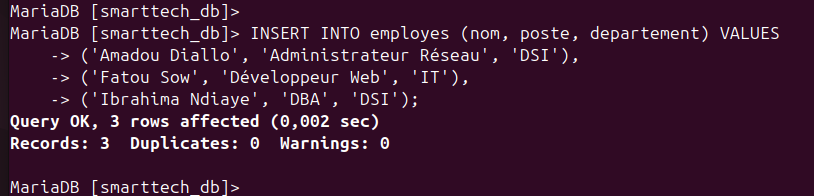 MariaDB [smarttech_db]>
MariaDB [smarttech_db]> INSERT INTO employes (nom, poste, departement) VALUES
    -> ('Amadou Diallo', 'Administrateur Réseau', 'DSI'),
    -> ('Fatou Sow', 'Développeur Web', 'IT'),
    -> ('Ibrahima Ndiaye', 'DBA', 'DSI');
Query OK, 3 rows affected (0,002 sec)
Records: 3  Duplicates: 0  Warnings: 0

MariaDB [smarttech_db]>